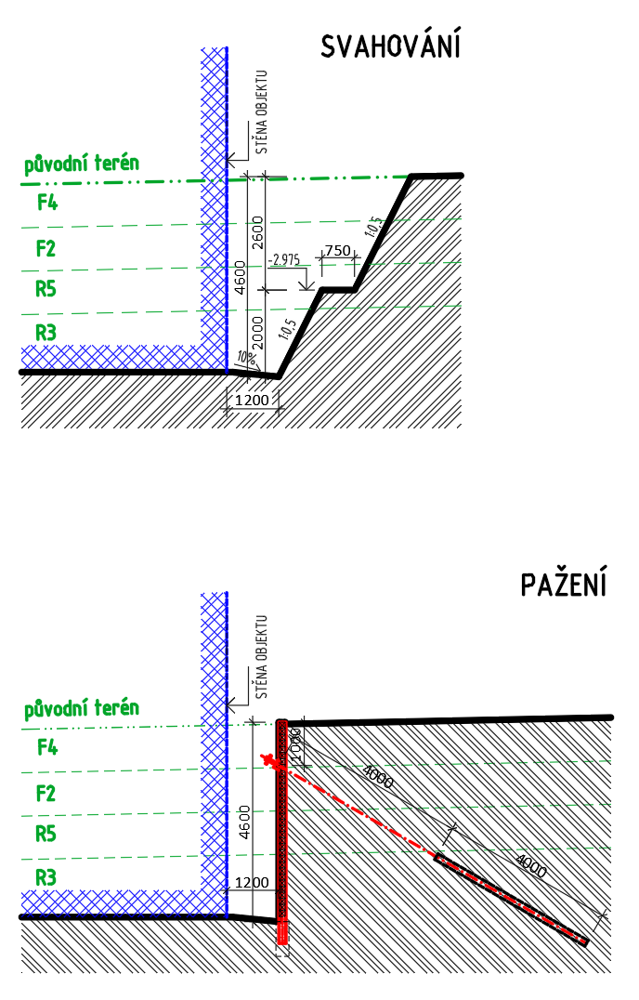 SVAHOVÁNÍ
STĚNA OBJEKTU
původní terén
F4
F2
R5
R3
2600
4600
2000
-2.975
750
1:0,5
1:0,5
10%
1200
PAŽENÍ
STĚNA OBJEKTU
původní terén
F4
F2
R5
R3
1000
4000
4600
4000
1200